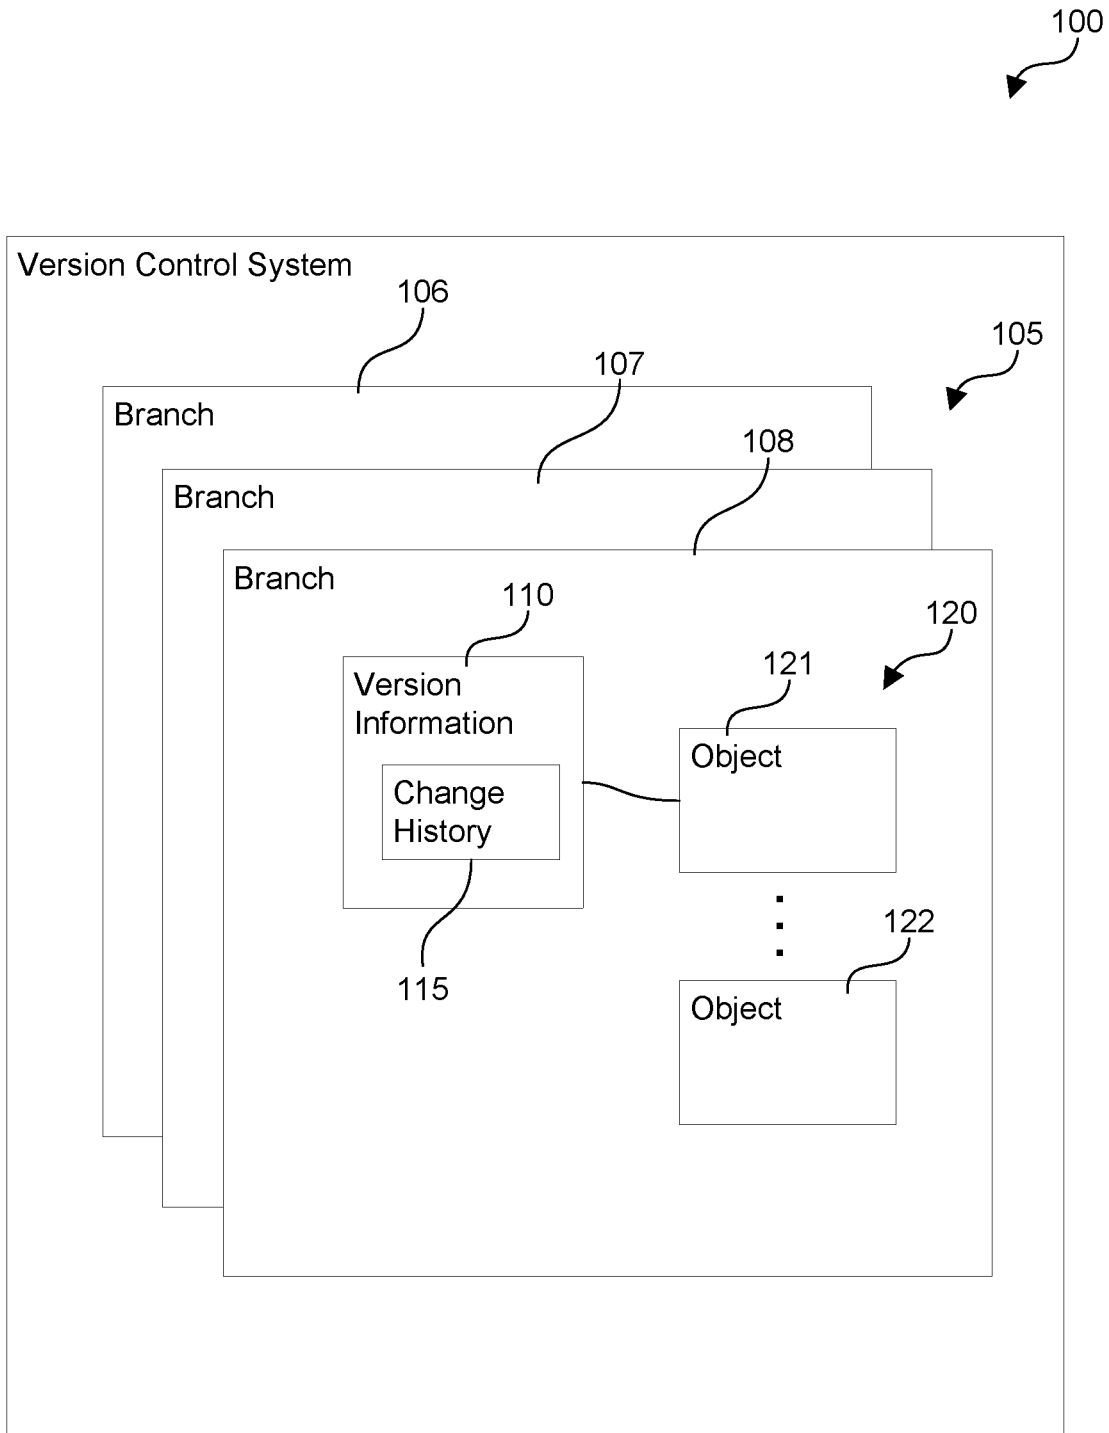 100
Version Control System
106
105
107
Branch
108
Branch
Branch
110
120
121
Version
Information
Object
Change
History
122
115
Object